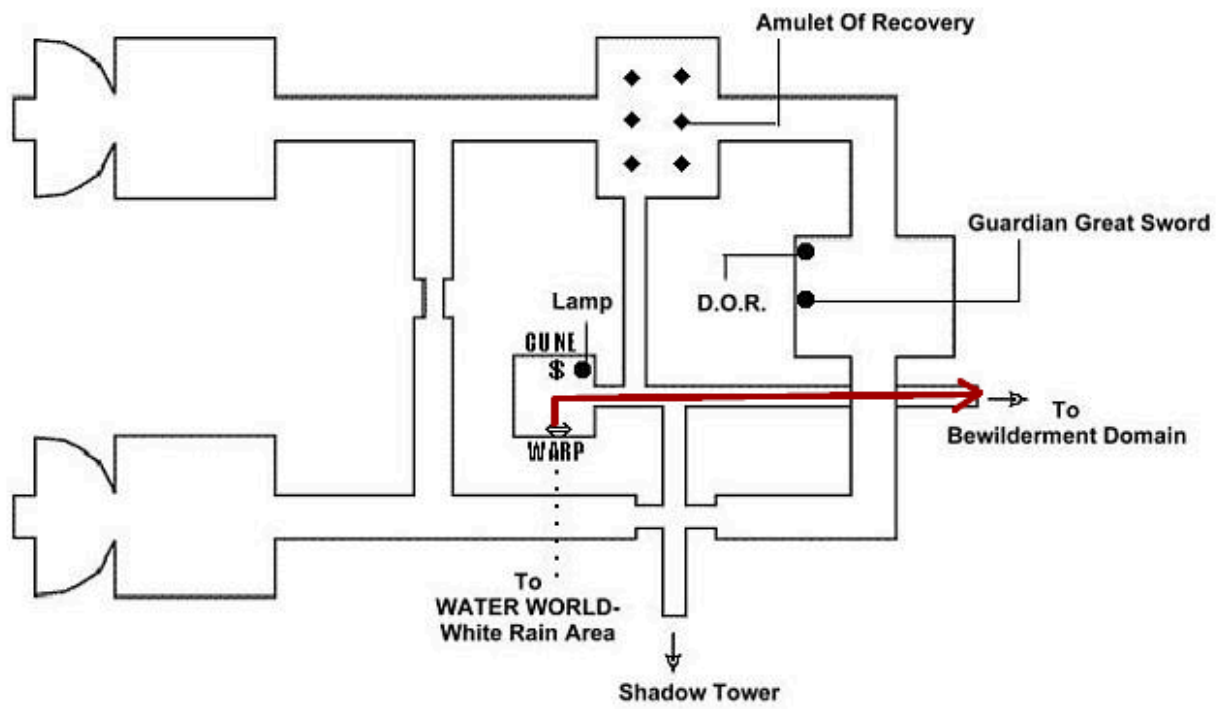 Amulet Of Recovery
Guardian Great Sword
D.O.R.
Lamp
CUNE
$
WARP
To
Bewilderment Domain
To
WATER WORLD-
White Rain Area
Shadow Tower